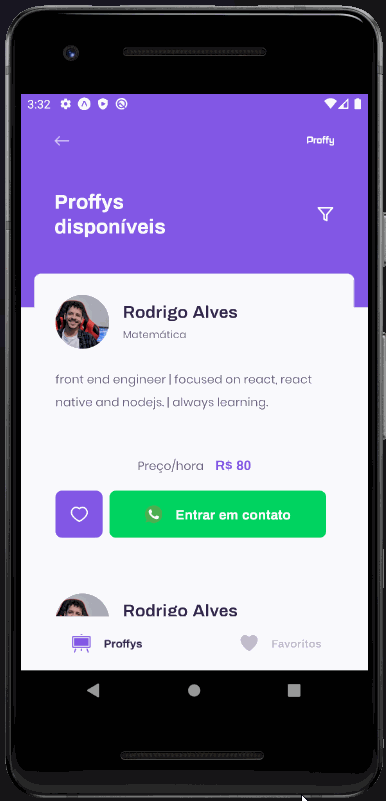 3:32
Proffy
Proffys
disponíveis
Rodrigo Alves
Matemática
front end engineer | focused on react, react
native and nodejs. | always learning.
Preço/hora R$ 80
Entrar em contato
Rodrigo Alves
Proffys Favoritos